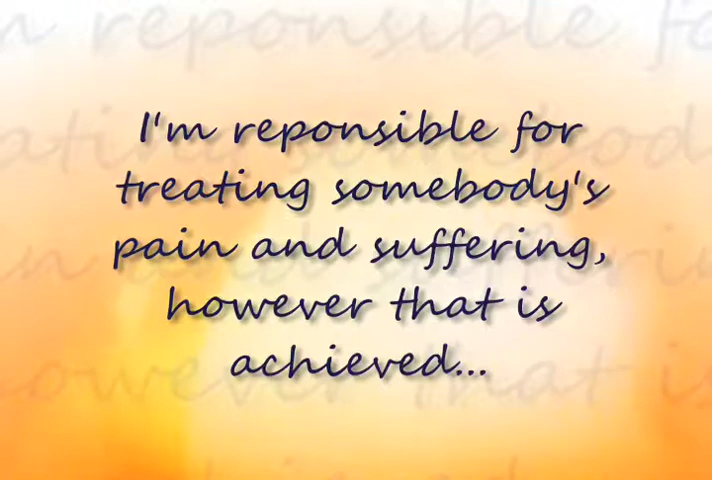 I'm reponsible for
treating somebody's
pain and suffering,
however that is
achieved...